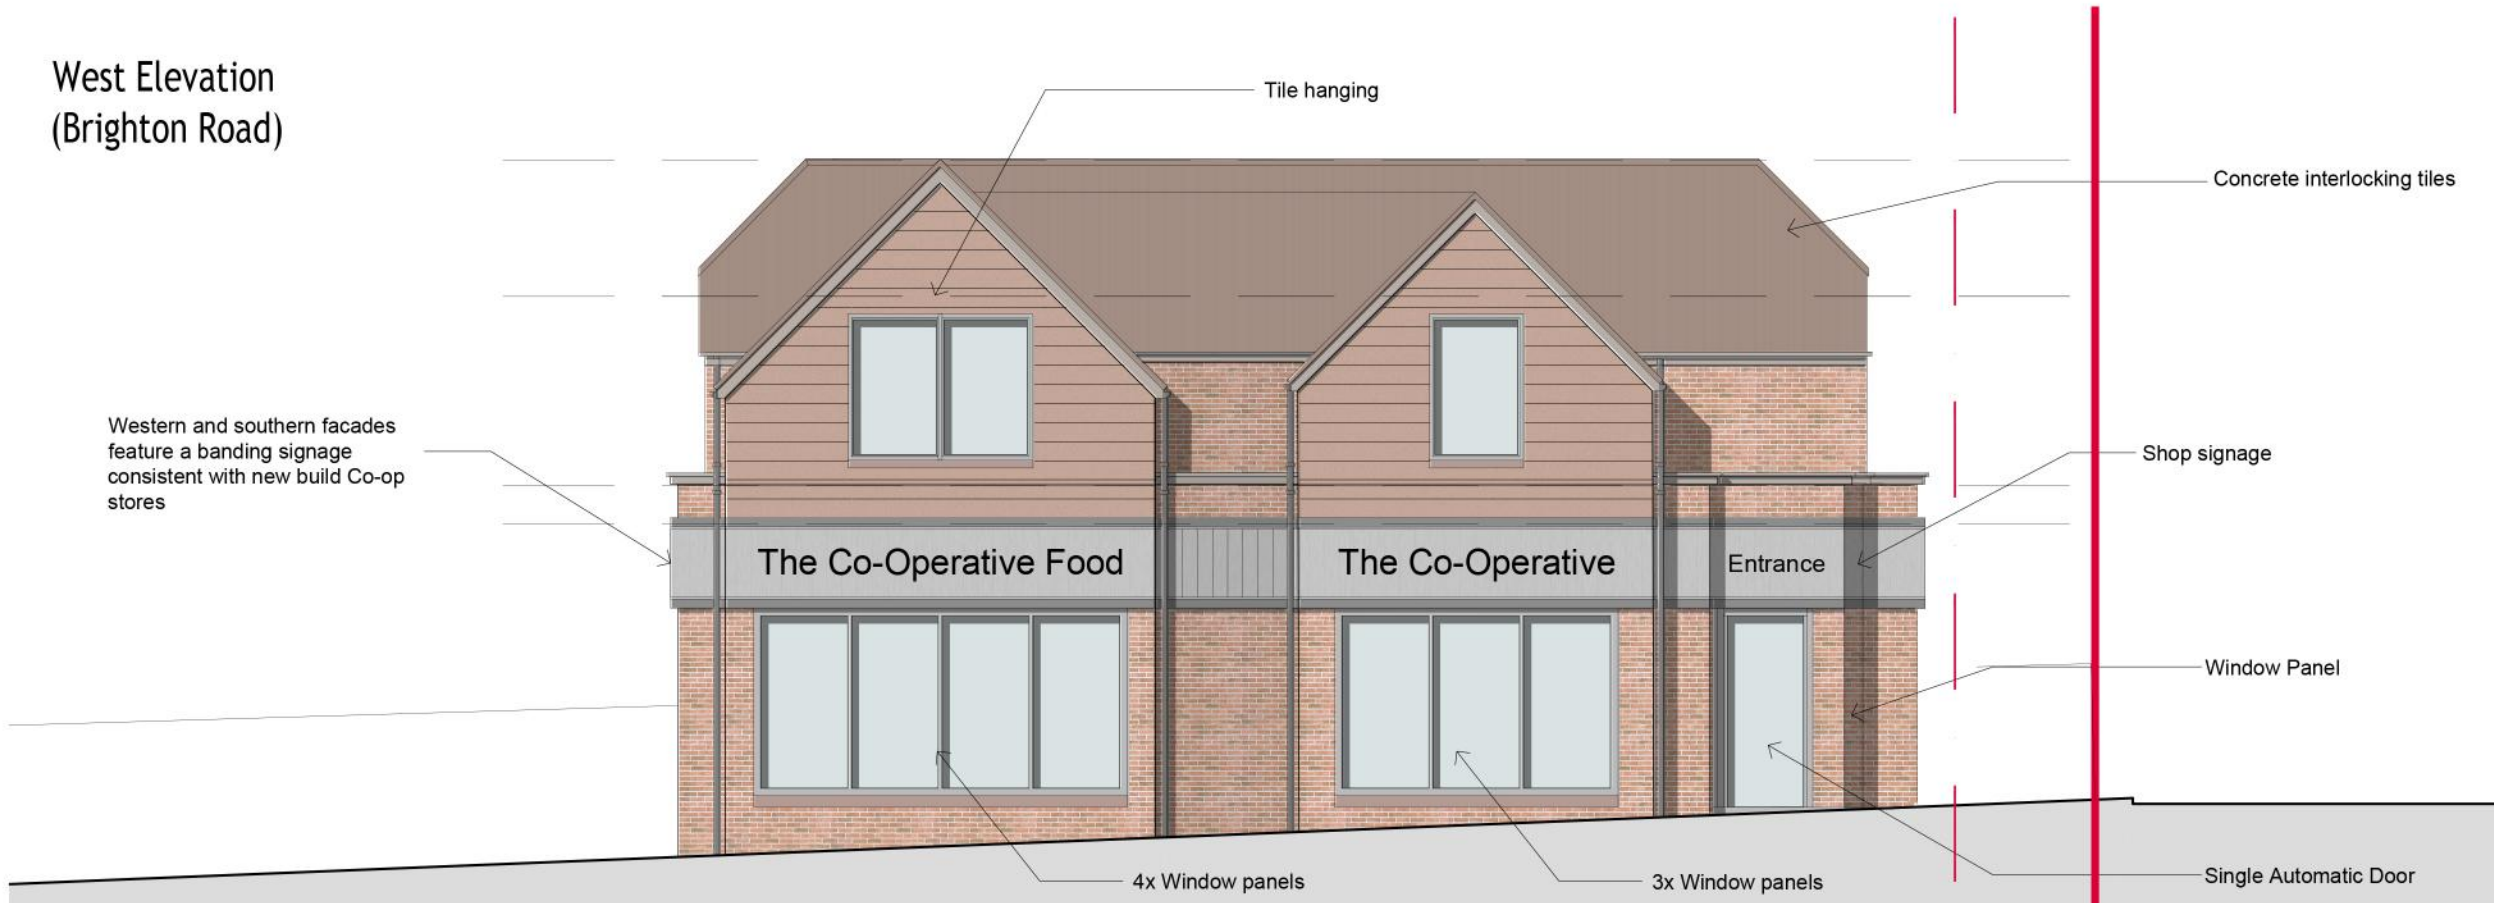 West Elevation
(Brighton Road)
Tile hanging
Concrete interlocking tiles
Western and southern facades
feature a banding signage
consistent with new build Co-op
stores
Shop signage
The Co-Operative Food
The Co-Operative
Entrance
Window Panel
4x Window panels
3x Window panels
Single Automatic Door